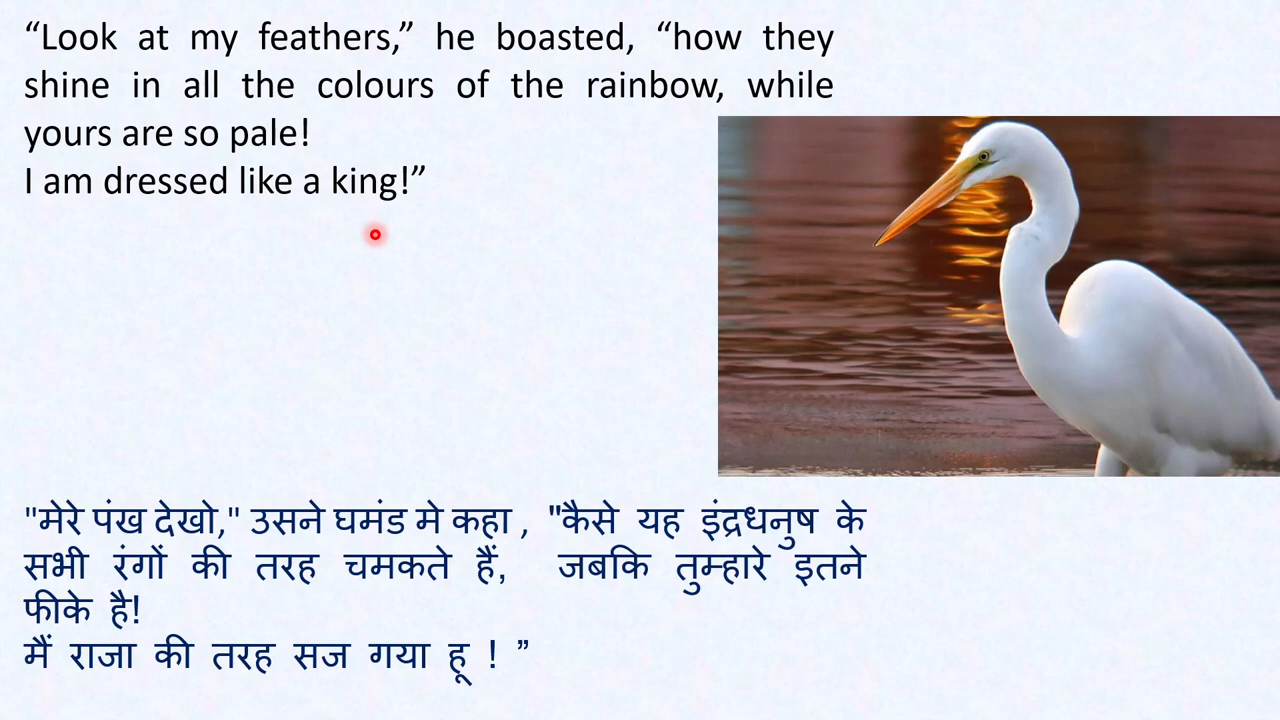 “Look at my feathers,” he boasted, “how they
shine in all the colours of the rainbow, while
yours are so pale!
I am dressed like a king!”
"मेरे पंख देखो," उसने घमंड मे कहा , "कैसे यह इंद्रधनुष के
सभी रंगों की तरह चमकते हैं, जबकि तुम्हारे इतने
फीके है!
मैं राजा की तरह सज गया हू ! ”